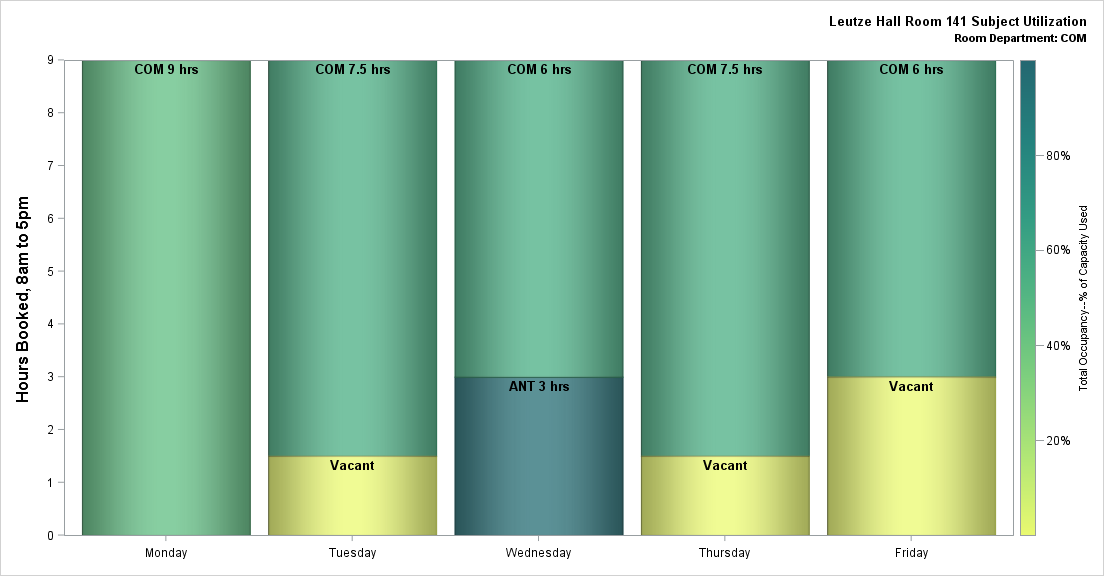 Leutze Hall Room 141 Subject Utilization
Room Department: COM
Hours Booked, 8am to 5pm
9
8
7
6
5
4
3
2
1
0
COM 9 hrs
COM 7.5 hrs
COM 6 hrs
COM 7.5 hrs
COM 6 hrs
ANT 3 hrs
Vacant
Vacant
Vacant
Monday
Tuesday
Wednesday
Thursday
Friday
80%
60%
40%
20%
Total Occupancy--% of Capacity Used